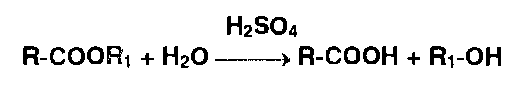 H₂SO₄
R-COOR₁ + H₂O ⟶ R-COOH + R₁-OH